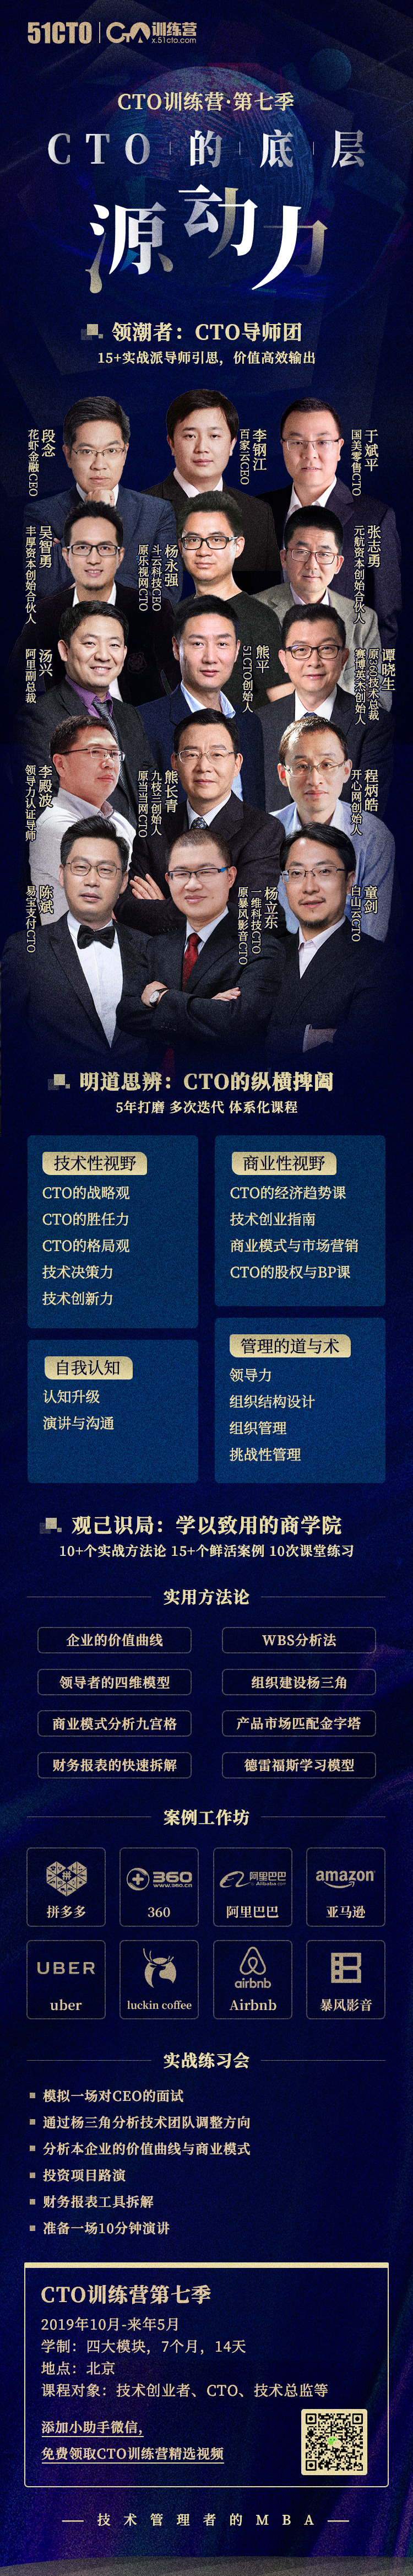 51CTO
CTO训练营
x.51cto.com
CTO训练营·第七季
CTO的底层
源动力
领潮者：CTO导师团
15+实战派导师引思，价值高效输出
段念
花虾金融CEO
李钢江
百家云CEO
于斌平
国美零售CTO
吴智勇
丰厚资本创始合伙人
杨永强
斗云科技CEO
原乐视网CTO
张志勇
元航资本创始合伙人
汤兴
阿里副总裁
熊平
51CTO创始人
谭晓生
原360技术总裁
赛博英杰创始人
李殿波
领导力认证导师
熊长青
九枝兰创始人
原当当网CTO
程炳皓
开心网创始人
陈斌
易宝支付CTO
杨立东
一维科技CTO
原暴风影音CTO
童剑
白山云CTO
明道思辨：CTO的纵横捭阖
5年打磨 多次迭代 体系化课程
技术性视野
CTO的战略观
CTO的胜任力
CTO的格局观
技术决策力
技术创新力
商业性视野
CTO的经济趋势课
技术创业指南
商业模式与市场营销
CTO的股权与BP课
自我认知
认知升级
演讲与沟通
管理的道与术
领导力
组织结构设计
组织管理
挑战性管理
观己识局：学以致用的商学院
10+个实战方法论 15+个鲜活案例 10次课堂练习
实用方法论
企业的价值曲线
WBS分析法
领导者的四维模型
组织建设杨三角
商业模式分析九宫格
产品市场匹配金字塔
财务报表的快速拆解
德雷福斯学习模型
案例工作坊
拼
拼多多
360
www.360.cn
360
阿里巴巴
Alibaba.com
阿里巴巴
amazon
亚马逊
UBER
uber
luckin coffee
airbnb
Airbnb
暴风影音
实战练习会
模拟一场对CEO的面试
通过杨三角分析技术团队调整方向
分析本企业的价值曲线与商业模式
投资项目路演
财务报表工具拆解
准备一场10分钟演讲
CTO训练营第七季
2019年10月-来年5月
学制：四大模块，7个月，14天
地点：北京
课程对象：技术创业者、CTO、技术总监等
添加小助手微信，
免费领取CTO训练营精选视频
技术管理者的MBA